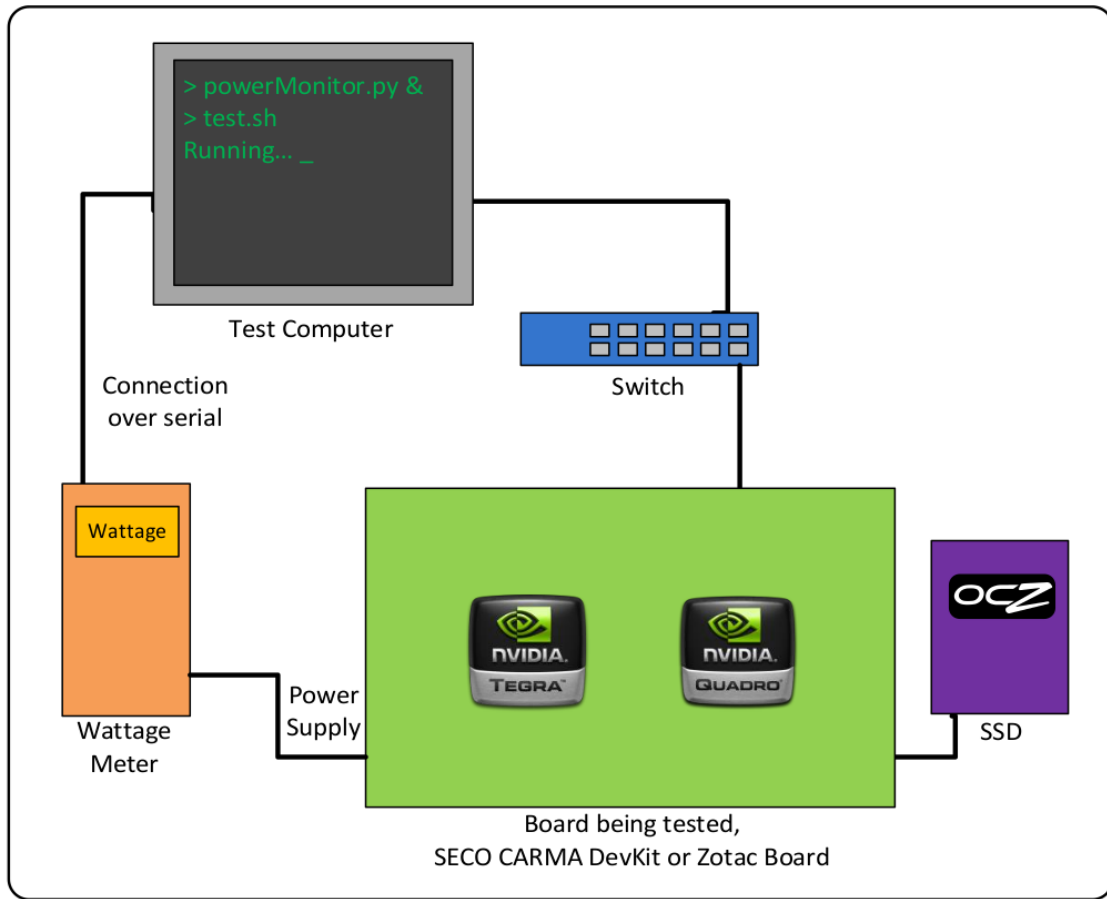 > powerMonitor.py &
> test.sh
Running... _
Test Computer
Connection
over serial
Switch
Wattage
Wattage
Meter
Power
Supply
NVIDIA.
TEGRA™
NVIDIA.
QUADRO®
OCZ
SSD
Board being tested,
SECO CARMA DevKit or Zotac Board